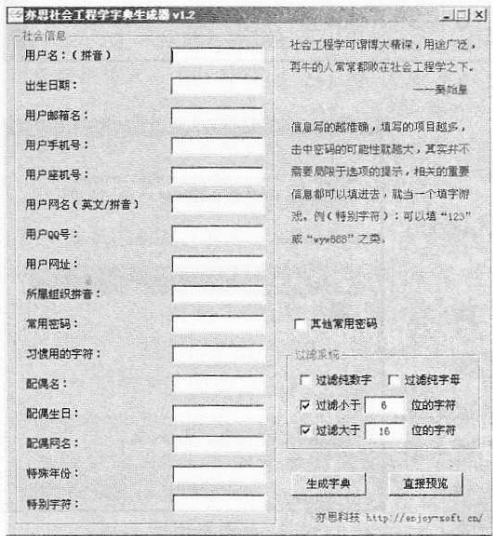 亦思社会工程学字典生成器 v1.2
社会信息
用户名：（拼音）
出生日期：
用户邮箱名：
用户手机号：
用户座机号：
用户网名（英文/拼音）
用户QQ号：
用户网址：
所属组织拼音：
常用密码：
习惯用的字符：
配偶名：
配偶生日：
配偶网名：
特殊年份：
特别字符：
社会工程学可谓博大精深，用途广泛，
再牛的人常常都败在社会工程学之下。
——秦始皇
信息写的越准确，填写的项目越多，
击中密码的可能性就越大，其实并不
需要局限于选项的提示，相关的重要
信息都可以填进去，就当一个填字游
戏。例（特别字符）：可以填“123”
或“wyw888”之类。
其他常用密码
过滤系统
过滤纯数字 过滤纯字母
过滤小于 6 位的字符
过滤大于 16 位的字符
生成字典 直接预览
亦思科技 http://enjoy-soft.cn/